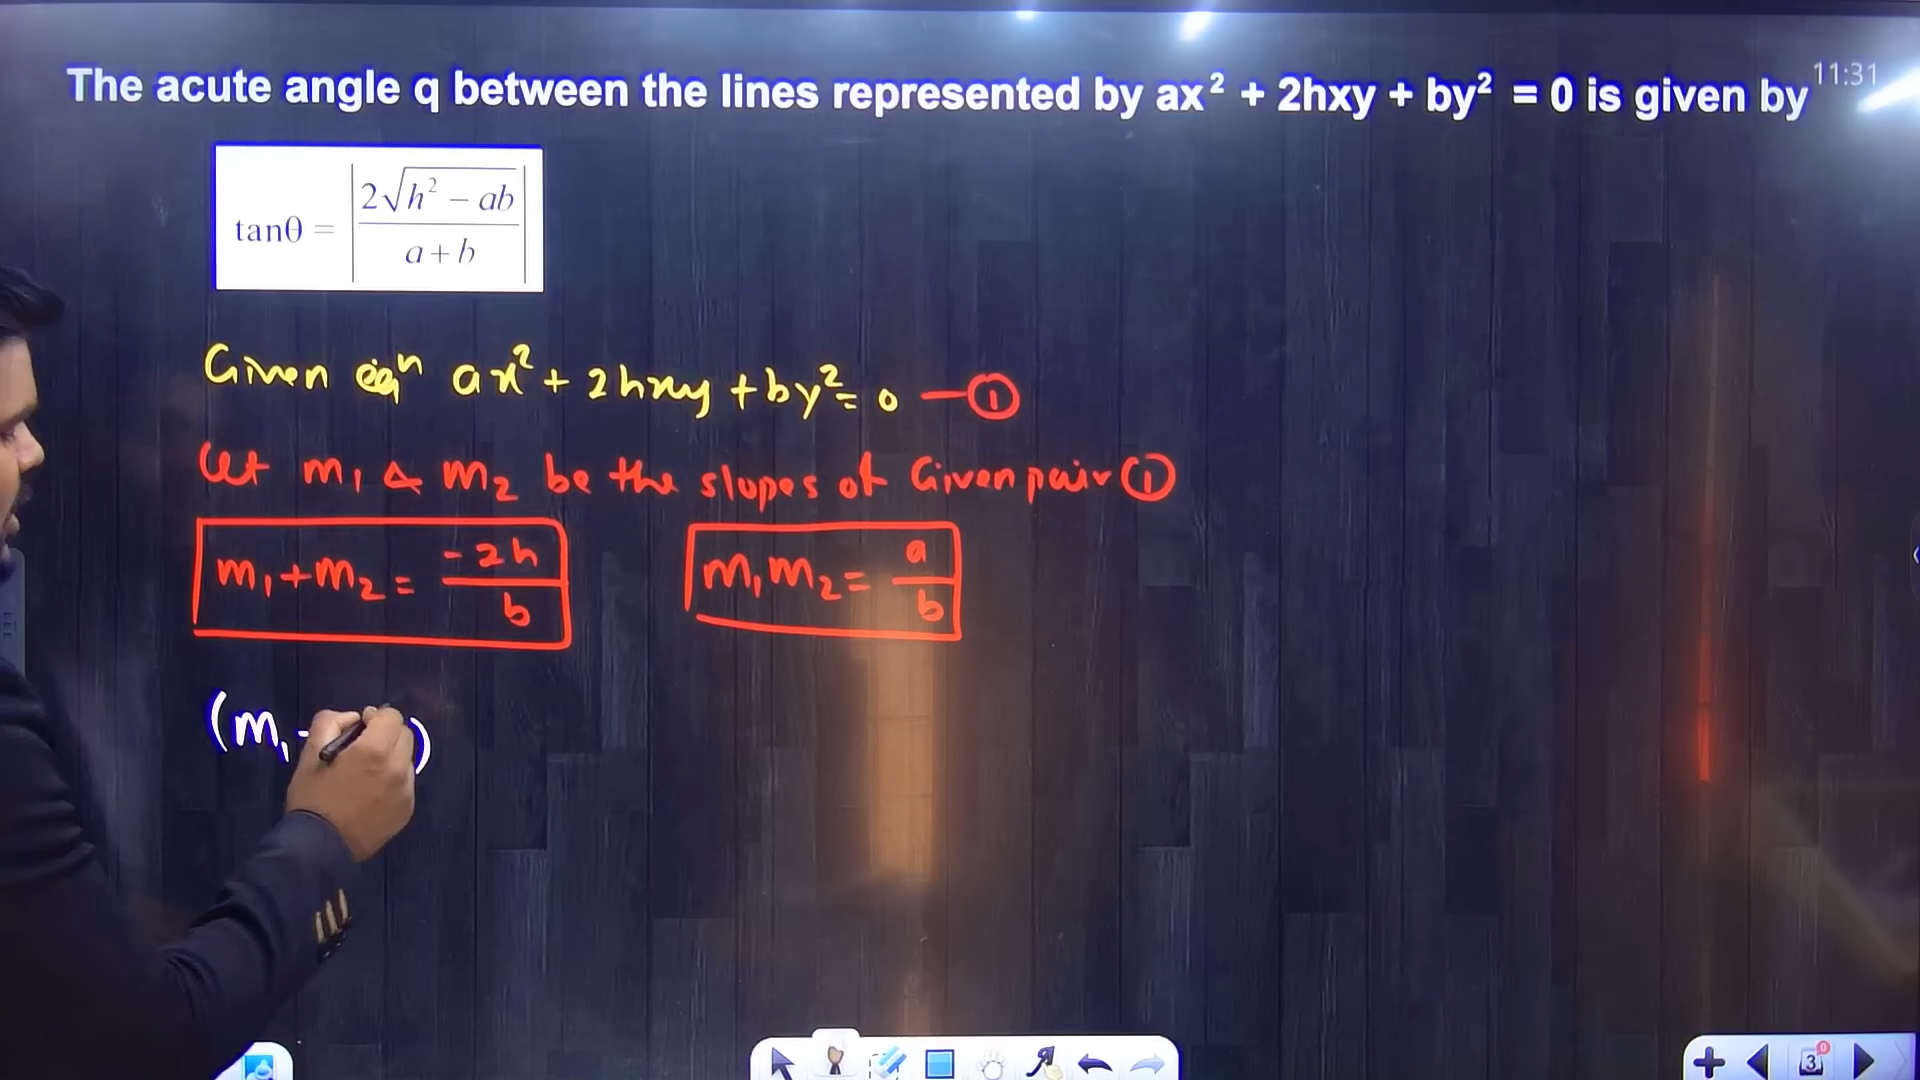 The acute angle q between the lines represented by ax² + 2hxy + by² = 0 is given by
11:31
tanθ = |2√(h² – ab) / (a + b)|
Given eqⁿ ax² + 2hxy + by² = 0 —①
Let m₁ & m₂ be the slopes of Given pair ①
m₁+m₂ = -2h/b
m₁m₂ = a/b
(m₁-
)
3
0